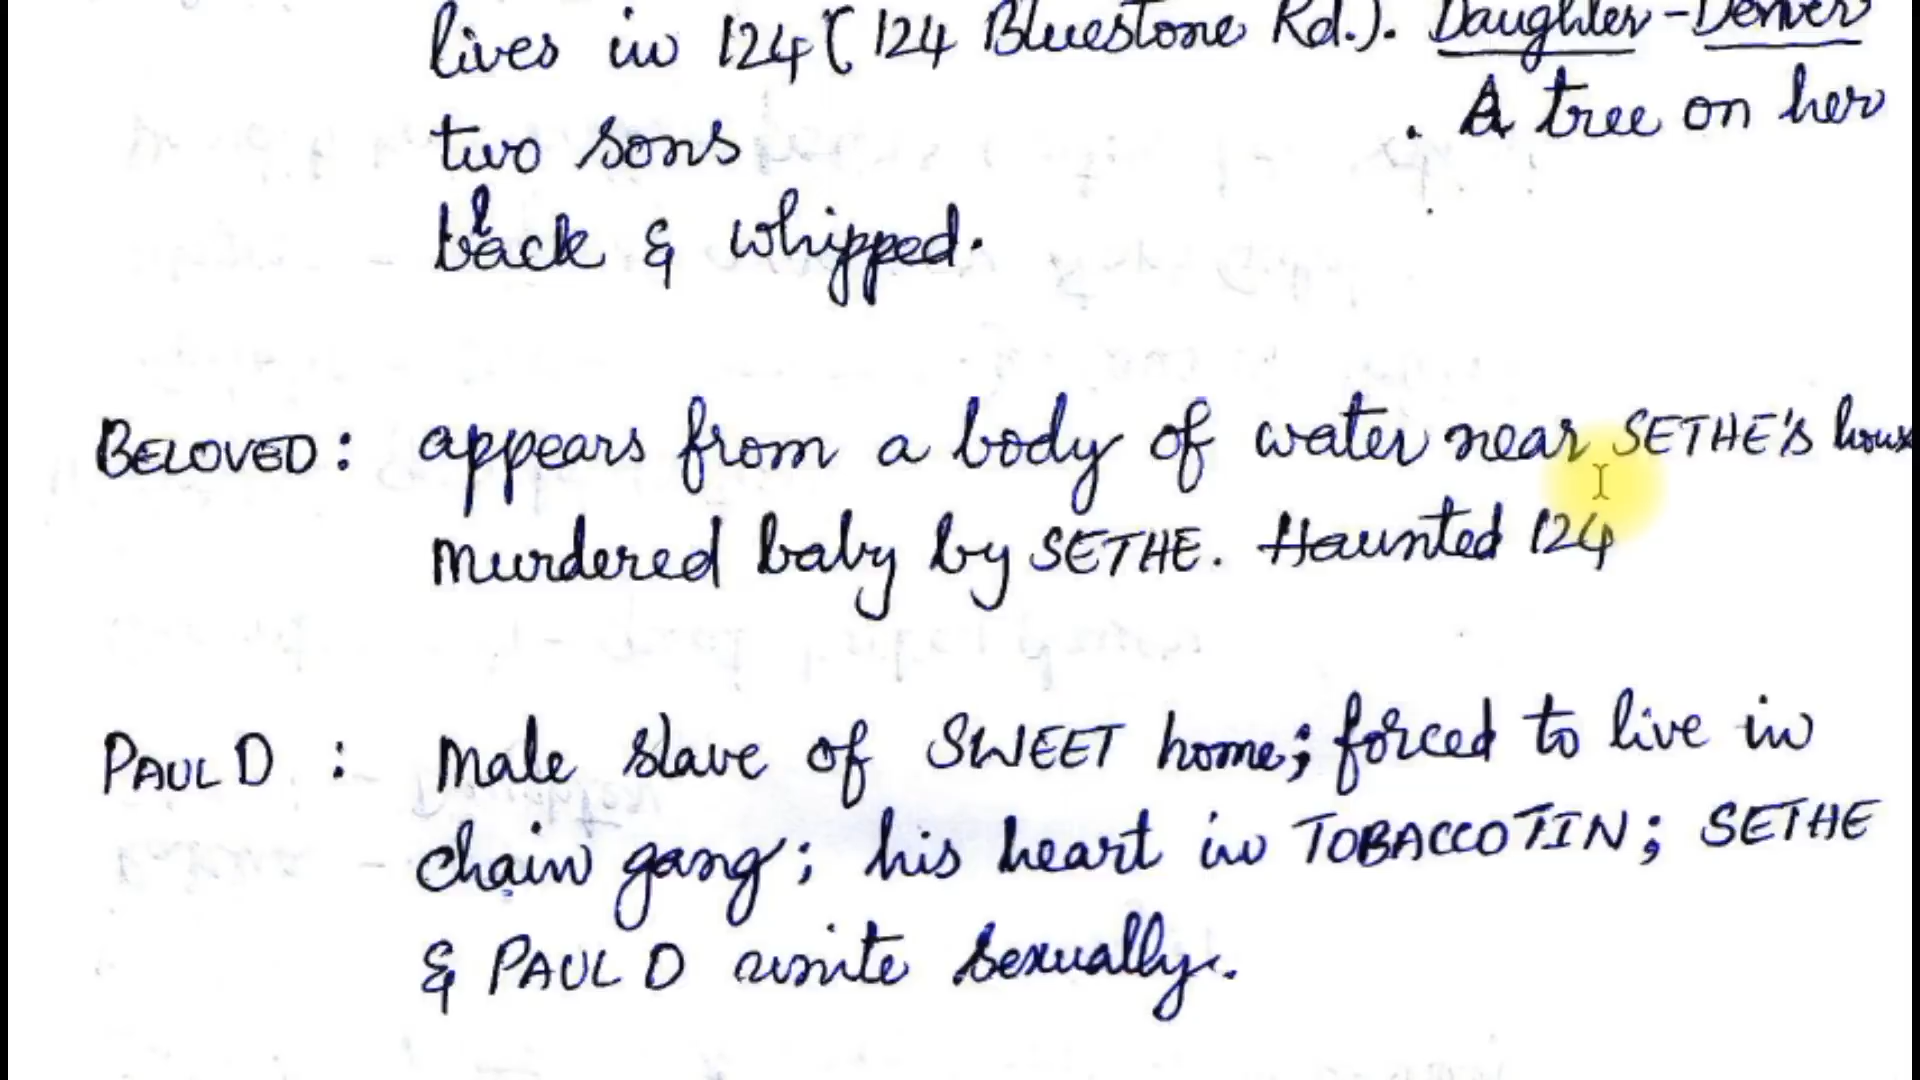 lives in 124 ( 124 Bluestone Rd.). Daughter - Denver
two sons . A tree on her
back & whipped.
BELOVED : appears from a body of water near SETHE's hous
murdered baby by SETHE. Haunted 124
PAUL D : male slave of SWEET home; forced to live in
chain gang; his heart in TOBACCO TIN; SETHE
& PAUL D unite sexually.